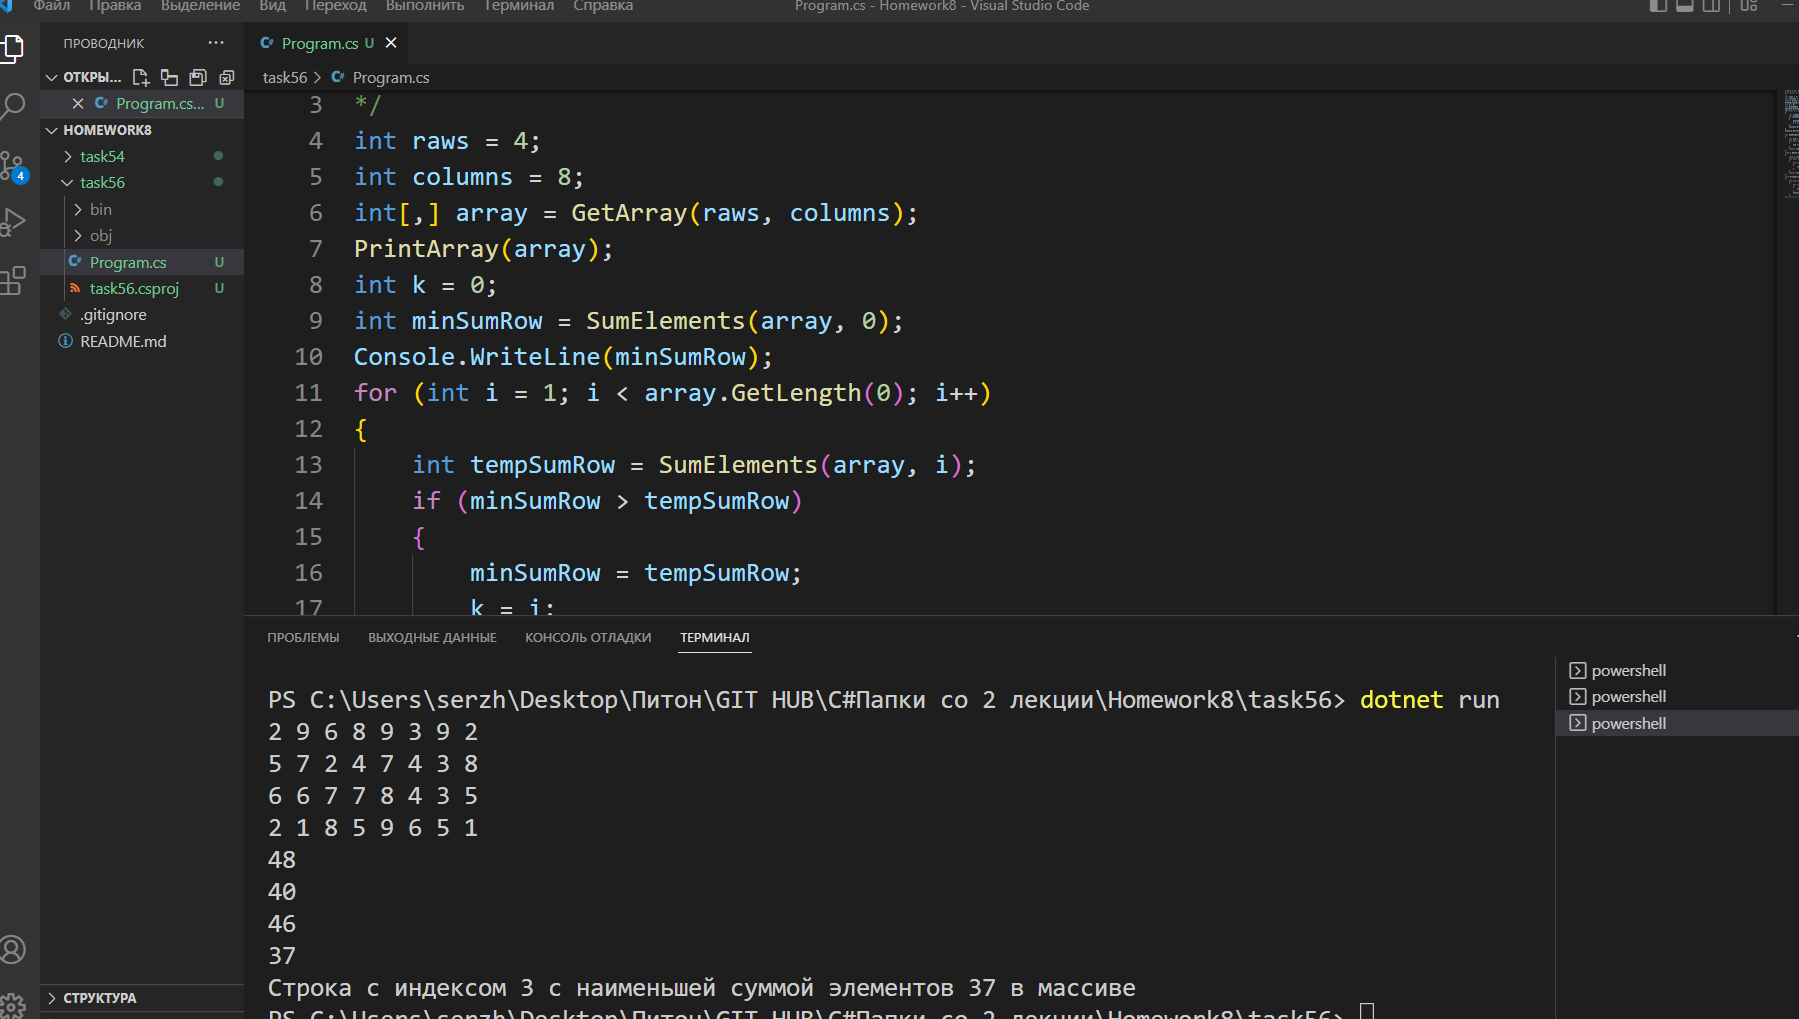 Файл Правка Выделение Вид Переход Выполнить Терминал Справка Program.cs - Homework8 - Visual Studio Code
ПРОВОДНИК ···
ОТКРЫ...
Program.cs... U
HOMEWORK8
task54
task56
bin
obj
Program.cs U
task56.csproj U
.gitignore
README.md
СТРУКТУРА
4
Program.cs U
task56 > Program.cs
3 */
4 int raws = 4;
5 int columns = 8;
6 int[,] array = GetArray(raws, columns);
7 PrintArray(array);
8 int k = 0;
9 int minSumRow = SumElements(array, 0);
10 Console.WriteLine(minSumRow);
11 for (int i = 1; i < array.GetLength(0); i++)
12 {
13 int tempSumRow = SumElements(array, i);
14 if (minSumRow > tempSumRow)
15 {
16 minSumRow = tempSumRow;
17 k = i;
ПРОБЛЕМЫ ВЫХОДНЫЕ ДАННЫЕ КОНСОЛЬ ОТЛАДКИ ТЕРМИНАЛ
PS C:\Users\serzh\Desktop\Питон\GIT HUB\C#Папки со 2 лекции\Homework8\task56> dotnet run
2 9 6 8 9 3 9 2
5 7 2 4 7 4 3 8
6 6 7 7 8 4 3 5
2 1 8 5 9 6 5 1
48
40
46
37
Строка с индексом 3 с наименьшей суммой элементов 37 в массиве
PS C:\Users\serzh\Desktop\Питон\GIT HUB\C#Папки со 2 лекции\Homework8\task56>
powershell
powershell
powershell